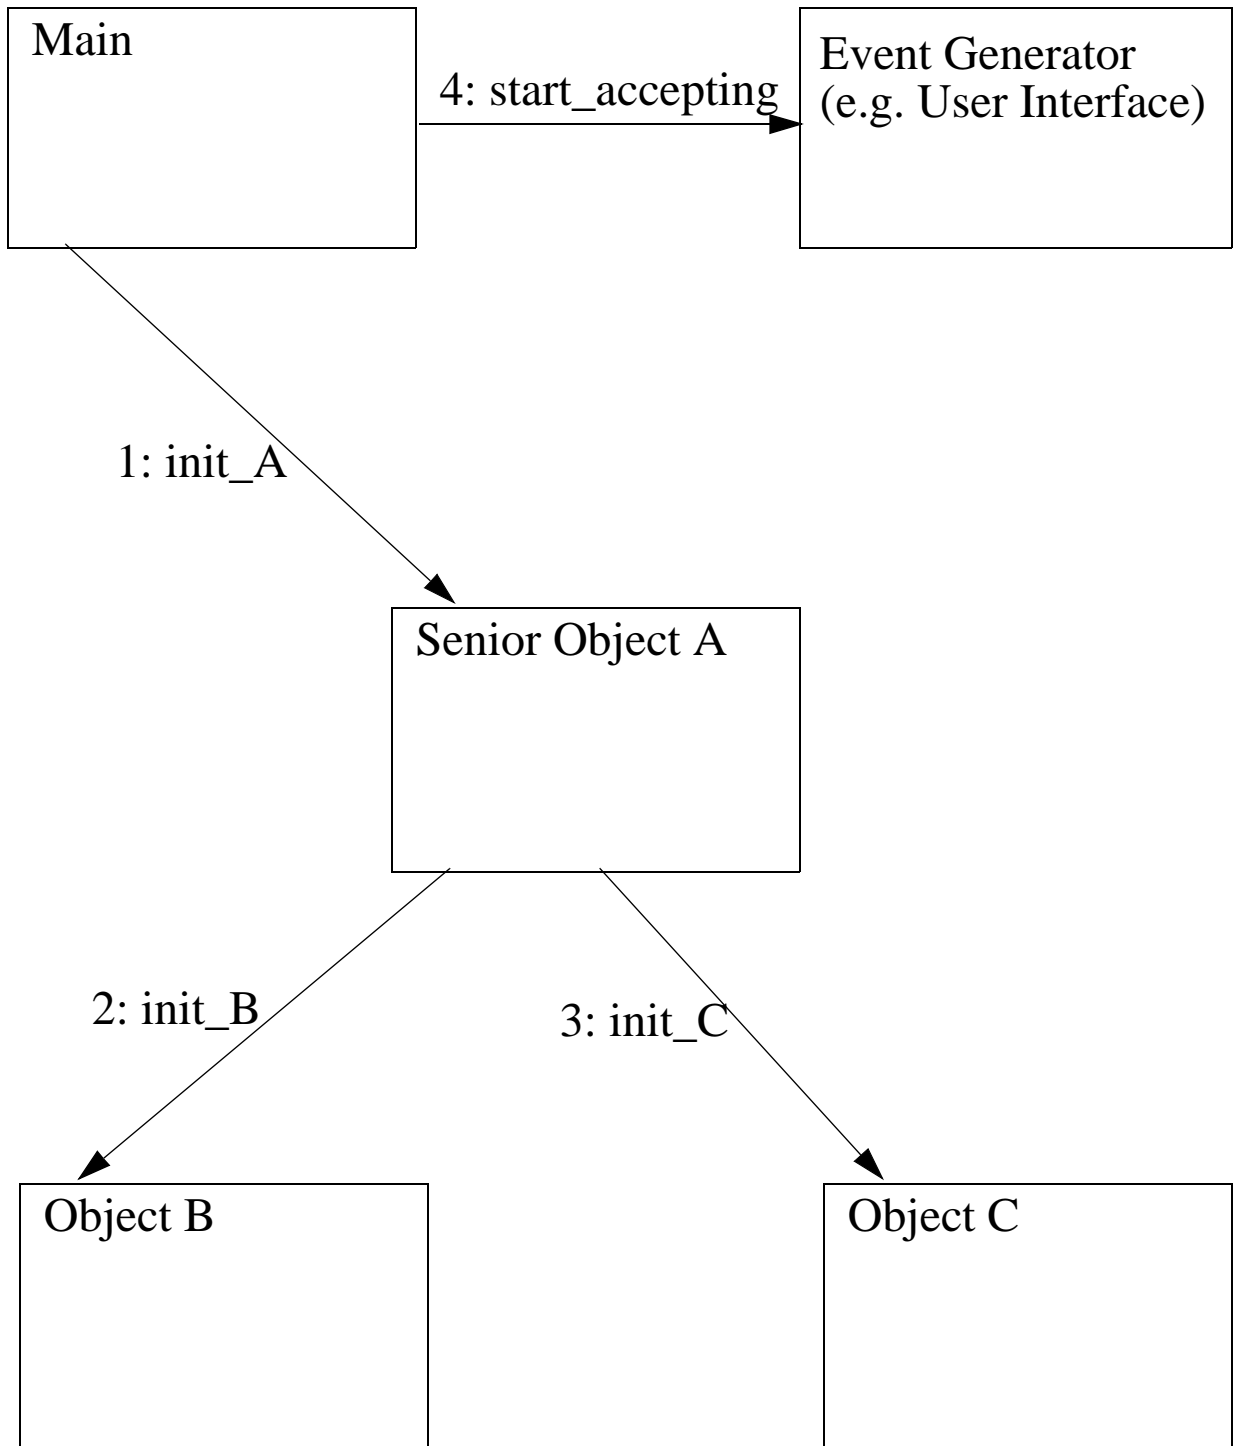 Main
4: start_accepting
Event Generator
(e.g. User Interface)
1: init_A
Senior Object A
2: init_B
3: init_C
Object B
Object C